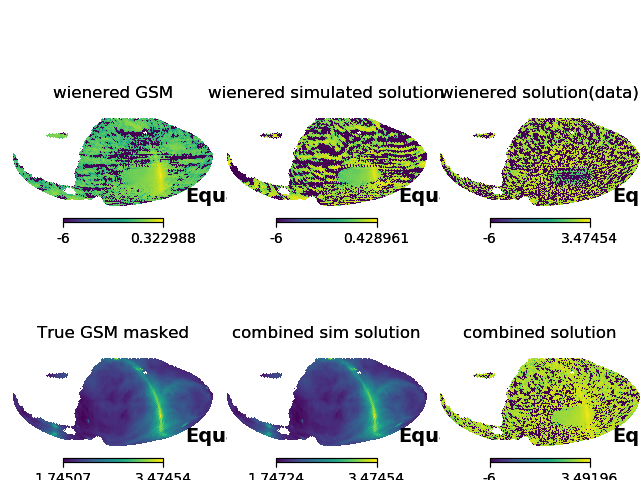 wienered GSM
wienered simulated solution
wienered solution(data)
Equ
Equ
Eq
-6 0.322988
-6 0.428961
-6 3.47454
True GSM masked
combined sim solution
combined solution
Equ
Equ
Eq
1.74507 3.47454
1.74724 3.47454
-6 3.49196